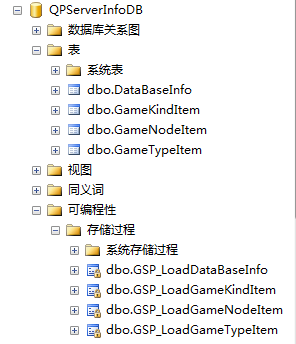 QPServerInfoDB
数据库关系图
表
系统表
dbo.DataBaseInfo
dbo.GameKindItem
dbo.GameNodeItem
dbo.GameTypeItem
视图
同义词
可编程性
存储过程
系统存储过程
dbo.GSP_LoadDataBaseInfo
dbo.GSP_LoadGameKindItem
dbo.GSP_LoadGameNodeItem
dbo.GSP_LoadGameTypeItem